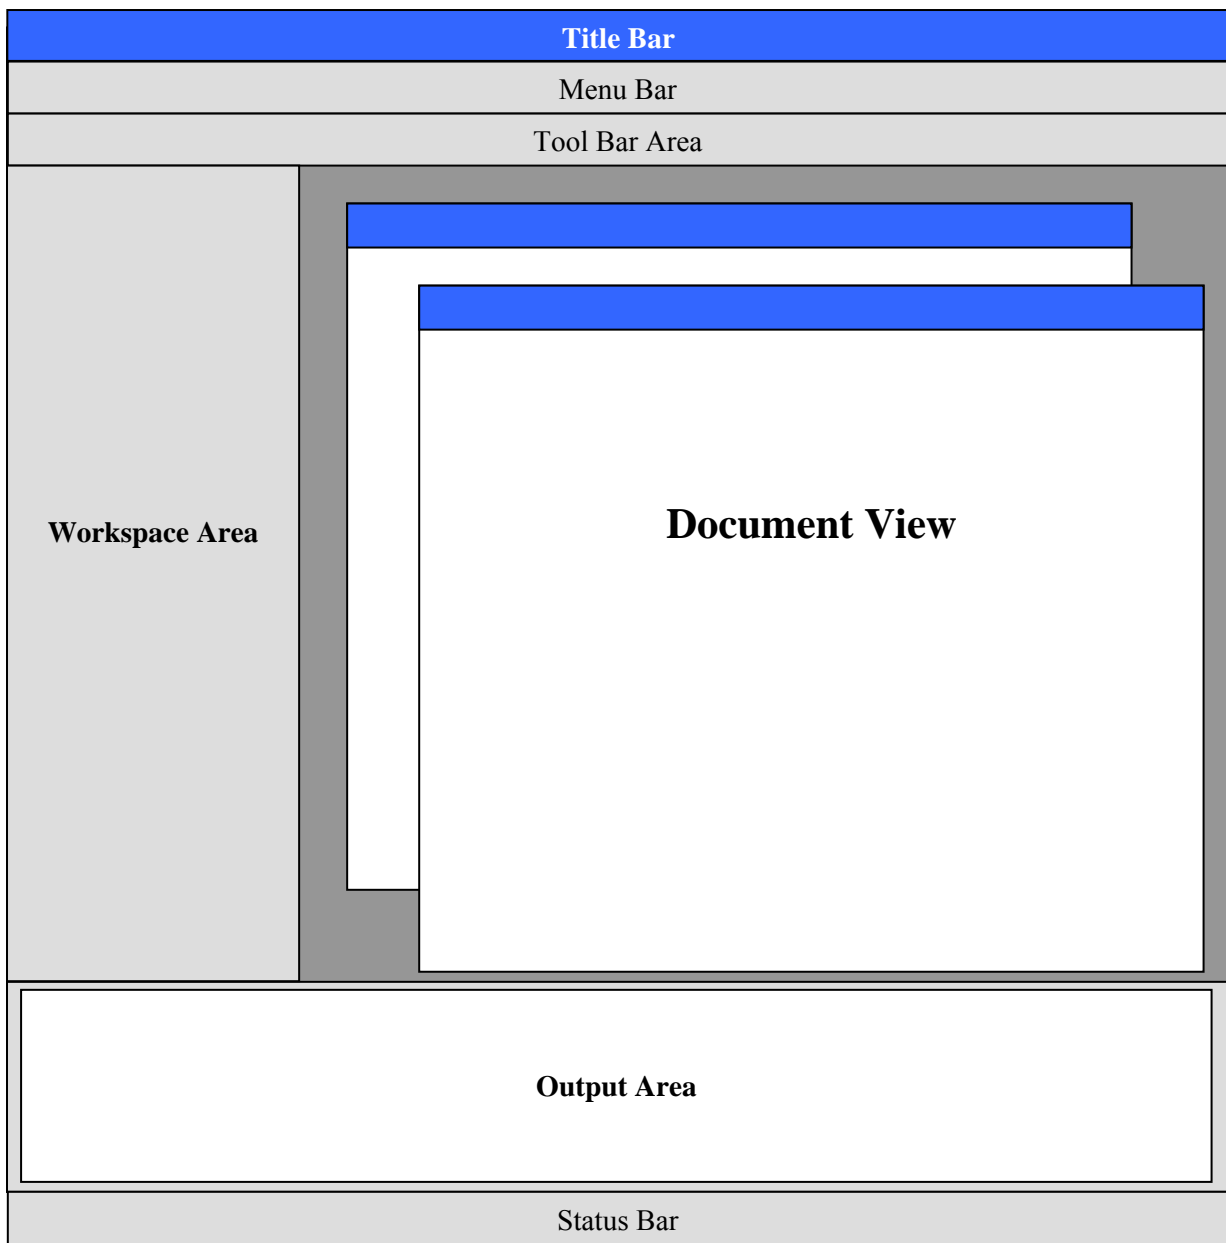 Title Bar
Menu Bar
Tool Bar Area
Workspace Area
Document View
Output Area
Status Bar